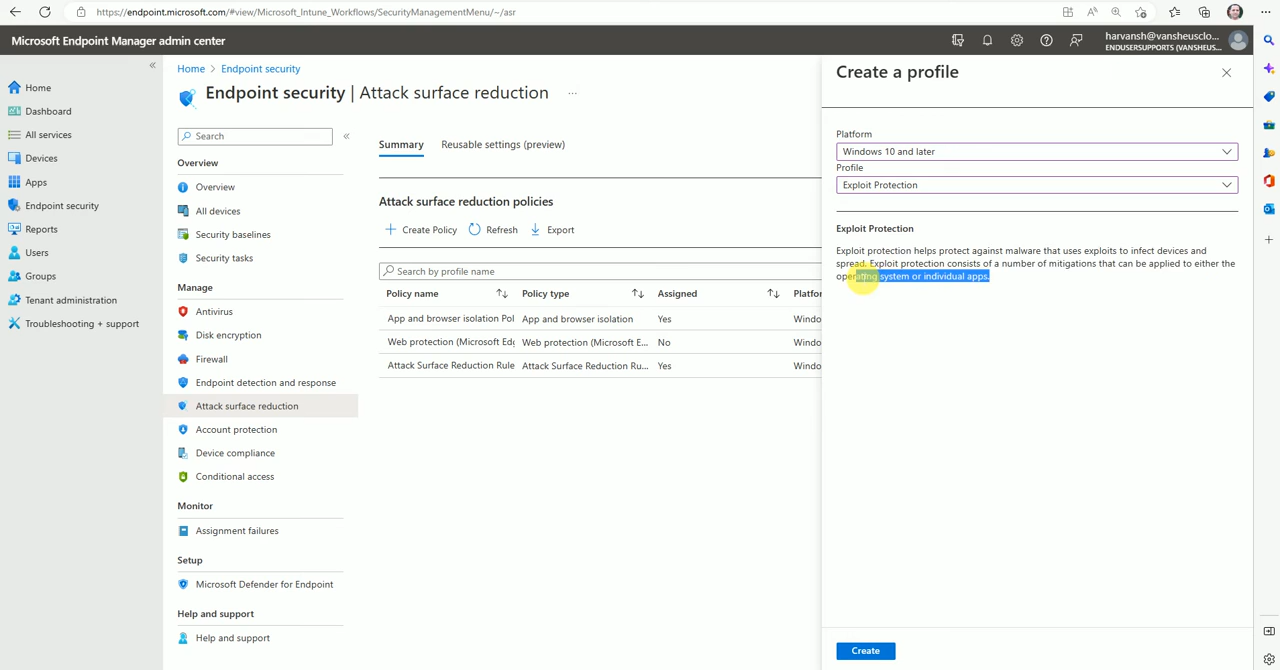 https://endpoint.microsoft.com/#view/Microsoft_Intune_Workflows/SecurityManagementMenu/~/asr
Microsoft Endpoint Manager admin center
harvansh@vansheusclo...
ENDUSERSUPPORTS (VANSHEUS...
Home
Dashboard
All services
Devices
Apps
Endpoint security
Reports
Users
Groups
Tenant administration
Troubleshooting + support
Home > Endpoint security
Endpoint security | Attack surface reduction ...
Search
Overview
Overview
All devices
Security baselines
Security tasks
Manage
Antivirus
Disk encryption
Firewall
Endpoint detection and response
Attack surface reduction
Account protection
Device compliance
Conditional access
Monitor
Assignment failures
Setup
Microsoft Defender for Endpoint
Help and support
Help and support
Summary Reusable settings (preview)
Attack surface reduction policies
Create Policy Refresh Export
Search by profile name
Policy name Policy type Assigned Platfor
App and browser isolation Pol App and browser isolation Yes Windo
Web protection (Microsoft Edg Web protection (Microsoft E... No Windo
Attack Surface Reduction Rule Attack Surface Reduction Ru... Yes Windo
Create a profile
Platform
Windows 10 and later
Profile
Exploit Protection
Exploit Protection
Exploit protection helps protect against malware that uses exploits to infect devices and
spread. Exploit protection consists of a number of mitigations that can be applied to either the
operating system or individual apps.
Create